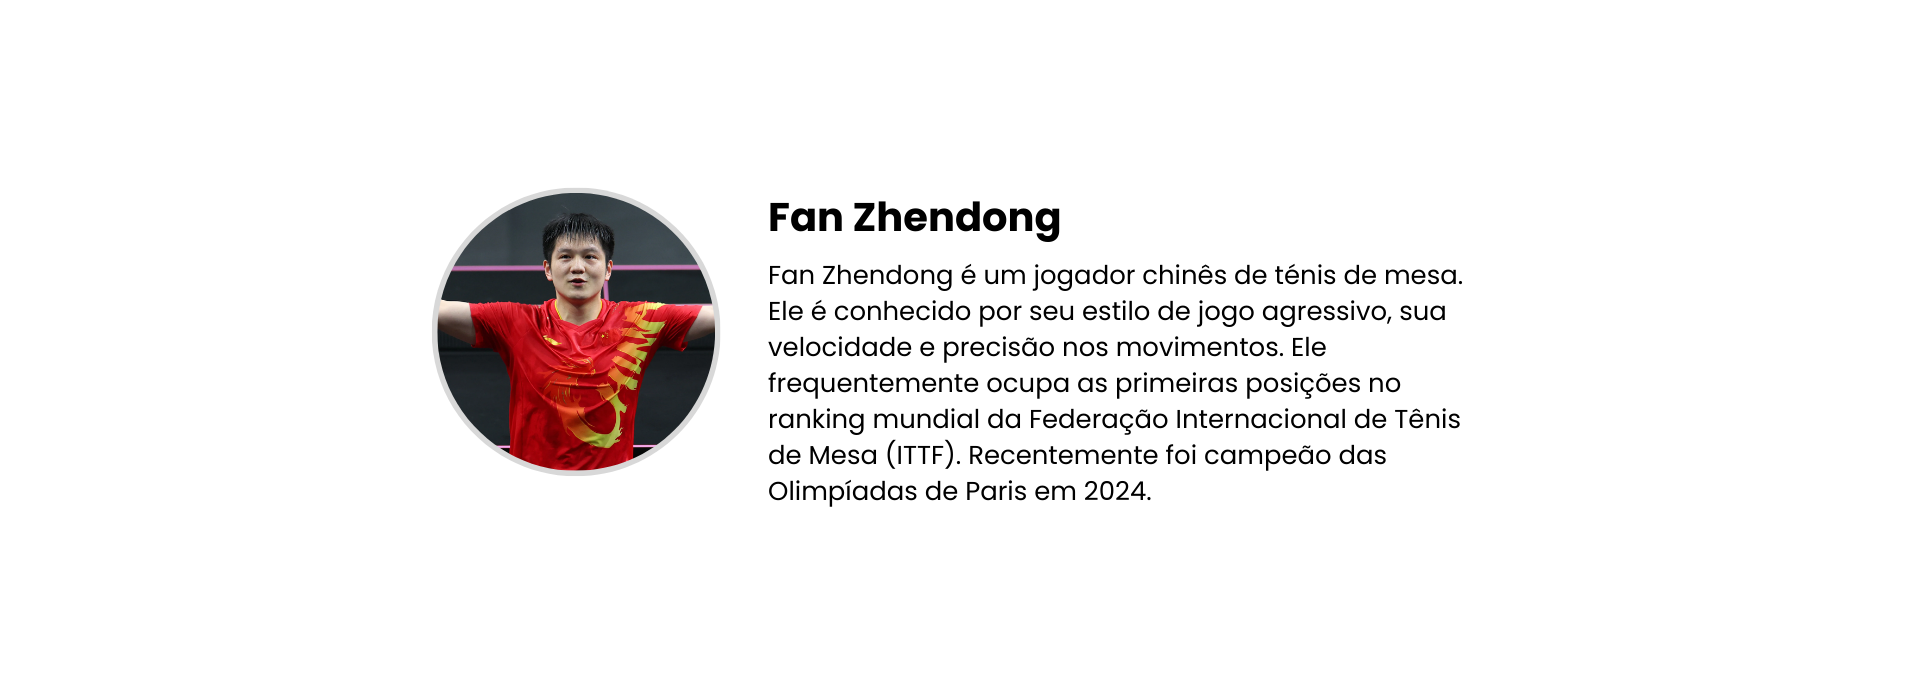 Fan Zhendong
Fan Zhendong é um jogador chinês de ténis de mesa.
Ele é conhecido por seu estilo de jogo agressivo, sua
velocidade e precisão nos movimentos. Ele
frequentemente ocupa as primeiras posições no
ranking mundial da Federação Internacional de Tênis
de Mesa (ITTF). Recentemente foi campeão das
Olimpíadas de Paris em 2024.